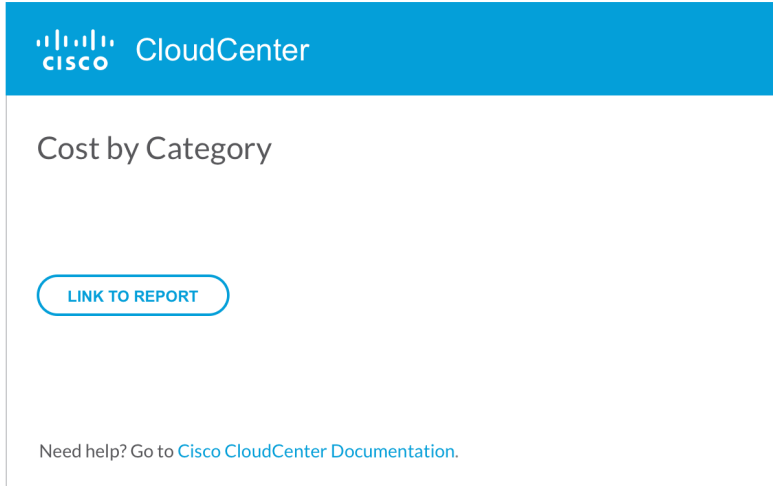 CISCO CloudCenter
Cost by Category
LINK TO REPORT
Need help? Go to Cisco CloudCenter Documentation.